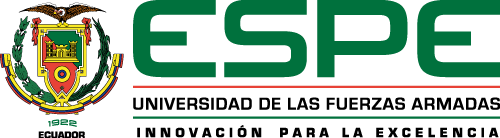 ESPE
UNIVERSIDAD DE LAS FUERZAS ARMADAS
INNOVACIÓN PARA LA EXCELENCIA
1922
ECUADOR